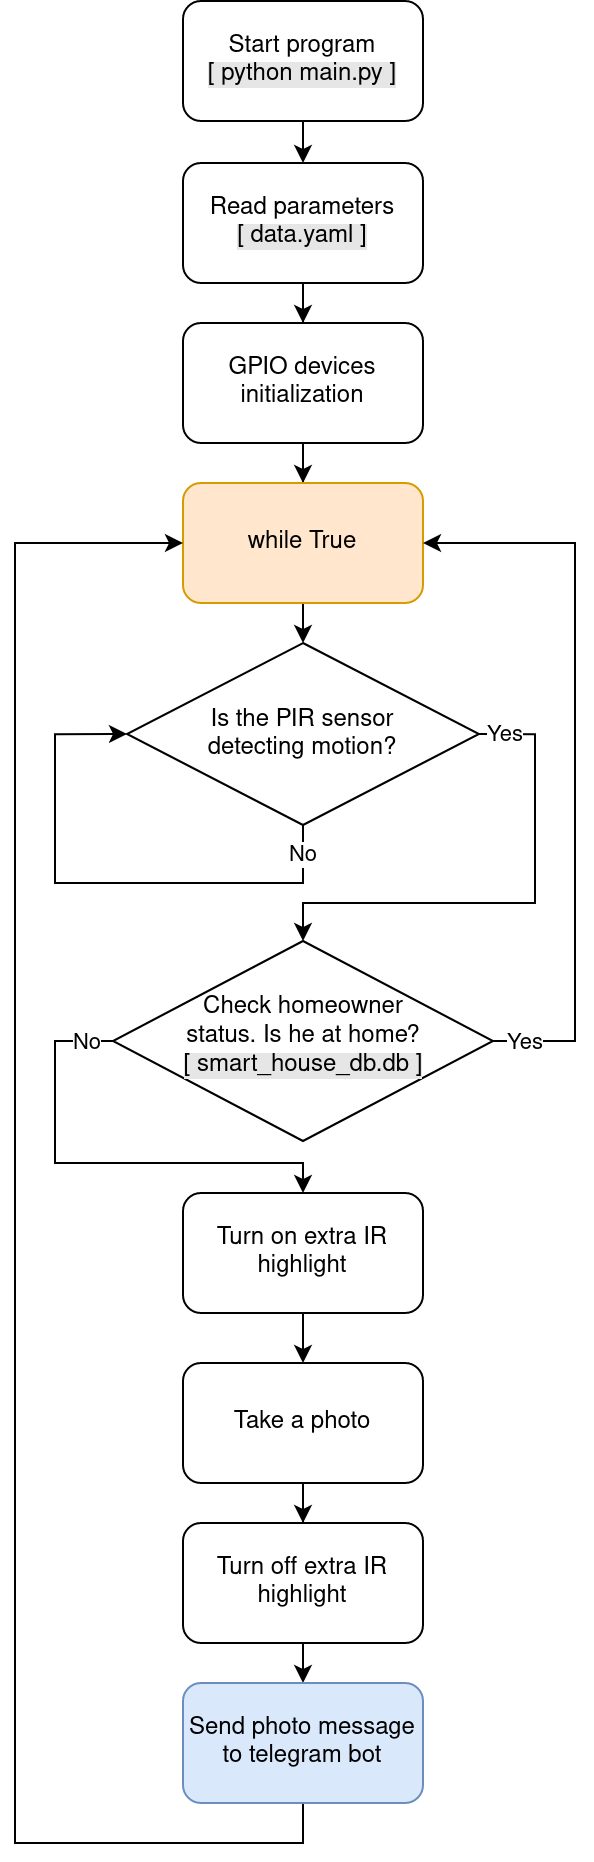 Start program
[ python main.py ]
Read parameters
[ data.yaml ]
GPIO devices
initialization
while True
Is the PIR sensor
detecting motion?
Yes
No
Check homeowner
status. Is he at home?
[ smart_house_db.db ]
No
Yes
Turn on extra IR
highlight
Take a photo
Turn off extra IR
highlight
Send photo message
to telegram bot